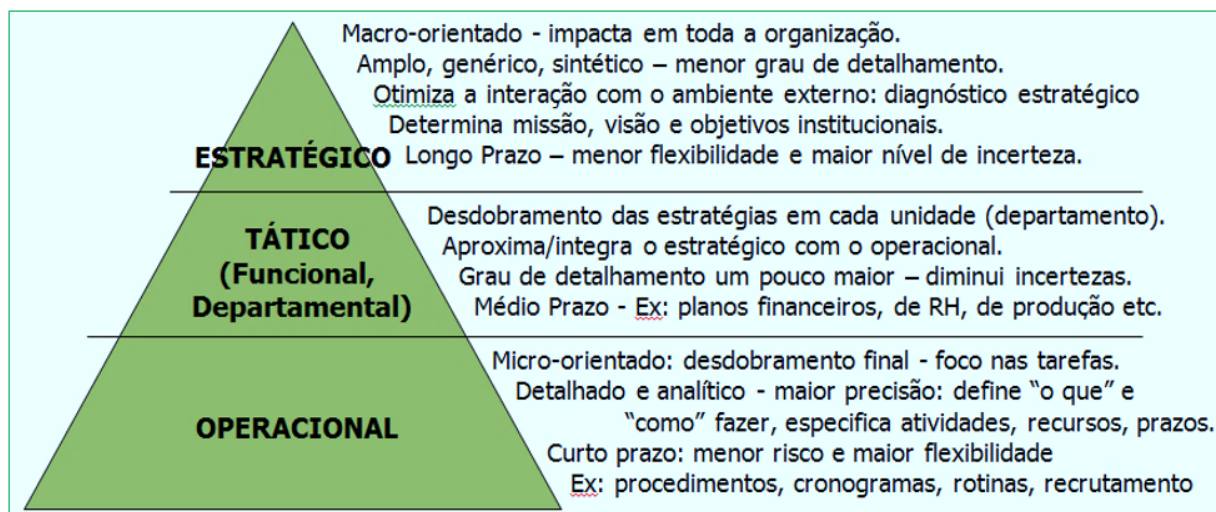 Macro-orientado - impacta em toda a organização.
Amplo, genérico, sintético – menor grau de detalhamento.
Otimiza a interação com o ambiente externo: diagnóstico estratégico
Determina missão, visão e objetivos institucionais.
ESTRATÉGICO Longo Prazo – menor flexibilidade e maior nível de incerteza.
TÁTICO
(Funcional,
Departamental)
Desdobramento das estratégias em cada unidade (departamento).
Aproxima/integra o estratégico com o operacional.
Grau de detalhamento um pouco maior – diminui incertezas.
Médio Prazo - Ex: planos financeiros, de RH, de produção etc.
OPERACIONAL
Micro-orientado: desdobramento final - foco nas tarefas.
Detalhado e analítico - maior precisão: define “o que” e
“como” fazer, especifica atividades, recursos, prazos.
Curto prazo: menor risco e maior flexibilidade
Ex: procedimentos, cronogramas, rotinas, recrutamento